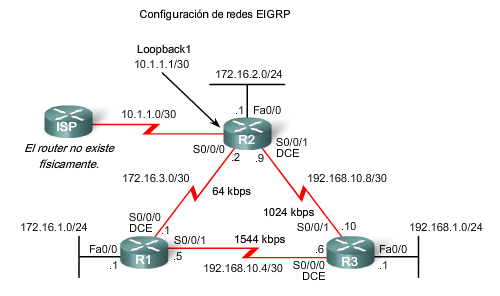 Configuración de redes EIGRP
Loopback1
10.1.1.1/30
172.16.2.0/24
10.1.1.0/30
.1
Fa0/0
ISP
R2
S0/0/1
DCE
El router no existe
físicamente.
S0/0/0
.2
.9
172.16.3.0/30
64 kbps
192.168.10.8/30
1024 kbps
172.16.1.0/24
S0/0/0
DCE
.1
S0/0/1
.10
192.168.1.0/24
Fa0/0
.1
R1
S0/0/1
.5
1544 kbps
192.168.10.4/30
.6
S0/0/0
DCE
R3
Fa0/0
.1